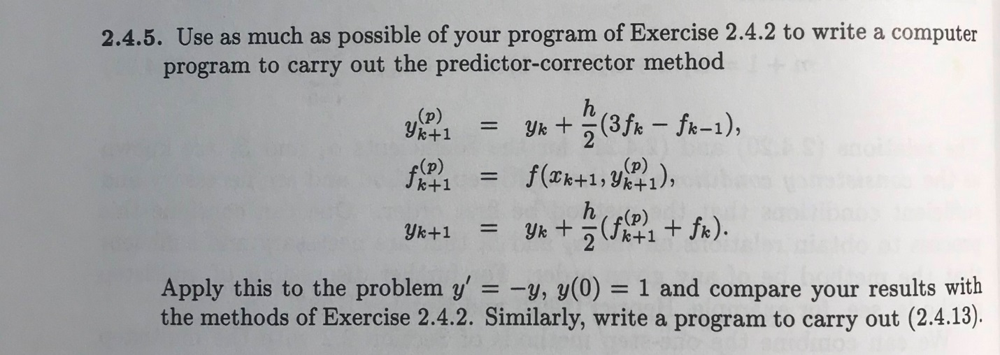 2.4.5. Use as much as possible of your program of Exercise 2.4.2 to write a computer
program to carry out the predictor-corrector method
y_{k+1}^{(p)} = y_k + \frac{h}{2}(3f_k - f_{k-1}),
f_{k+1}^{(p)} = f(x_{k+1}, y_{k+1}^{(p)}),
y_{k+1} = y_k + \frac{h}{2}(f_{k+1}^{(p)} + f_k).
Apply this to the problem y' = -y, y(0) = 1 and compare your results with
the methods of Exercise 2.4.2. Similarly, write a program to carry out (2.4.13).